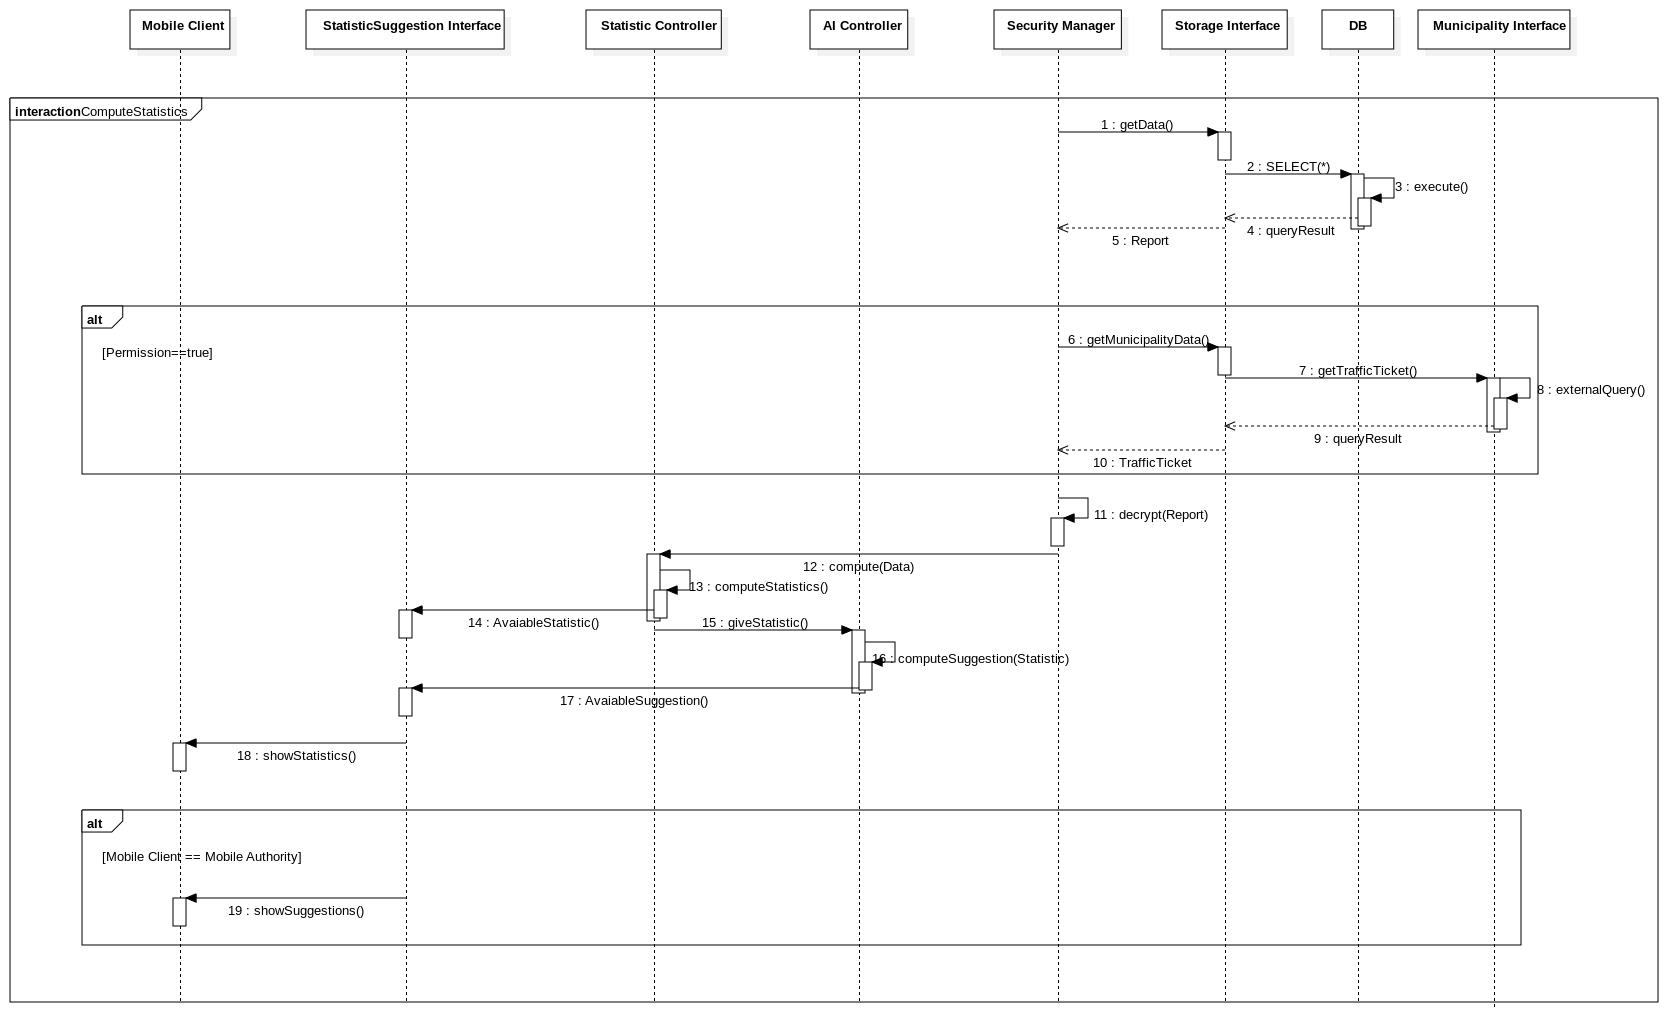 Mobile Client
StatisticSuggestion Interface
Statistic Controller
AI Controller
Security Manager
Storage Interface
DB
Municipality Interface
interactionComputeStatistics
1 : getData()
2 : SELECT(*)
3 : execute()
4 : queryResult
5 : Report
alt
[Permission==true]
6 : getMunicipalityData()
7 : getTrafficTicket()
8 : externalQuery()
9 : queryResult
10 : TrafficTicket
11 : decrypt(Report)
12 : compute(Data)
13 : computeStatistics()
14 : AvaiableStatistic()
15 : giveStatistic()
16 : computeSuggestion(Statistic)
17 : AvaiableSuggestion()
18 : showStatistics()
alt
[Mobile Client == Mobile Authority]
19 : showSuggestions()